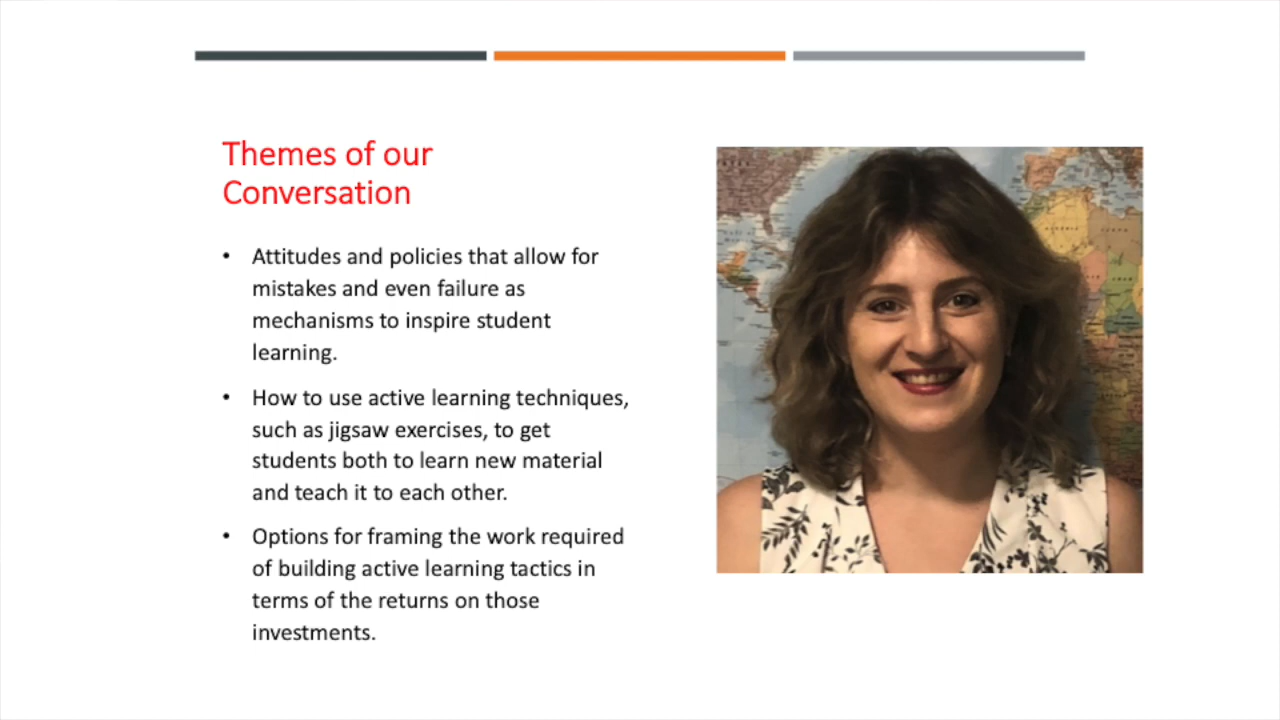 Themes of our
Conversation
• Attitudes and policies that allow for
mistakes and even failure as
mechanisms to inspire student
learning.
• How to use active learning techniques,
such as jigsaw exercises, to get
students both to learn new material
and teach it to each other.
• Options for framing the work required
of building active learning tactics in
terms of the returns on those
investments.